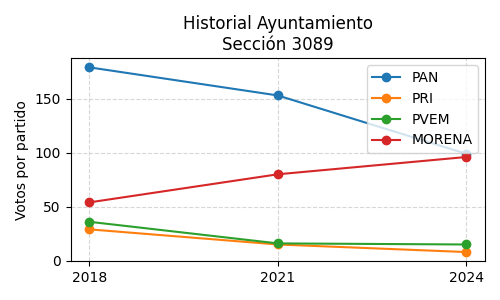 Historial Ayuntamiento
Sección 3089
Votos por partido
150
100
50
0
2018
2021
2024
PAN
PRI
PVEM
MORENA